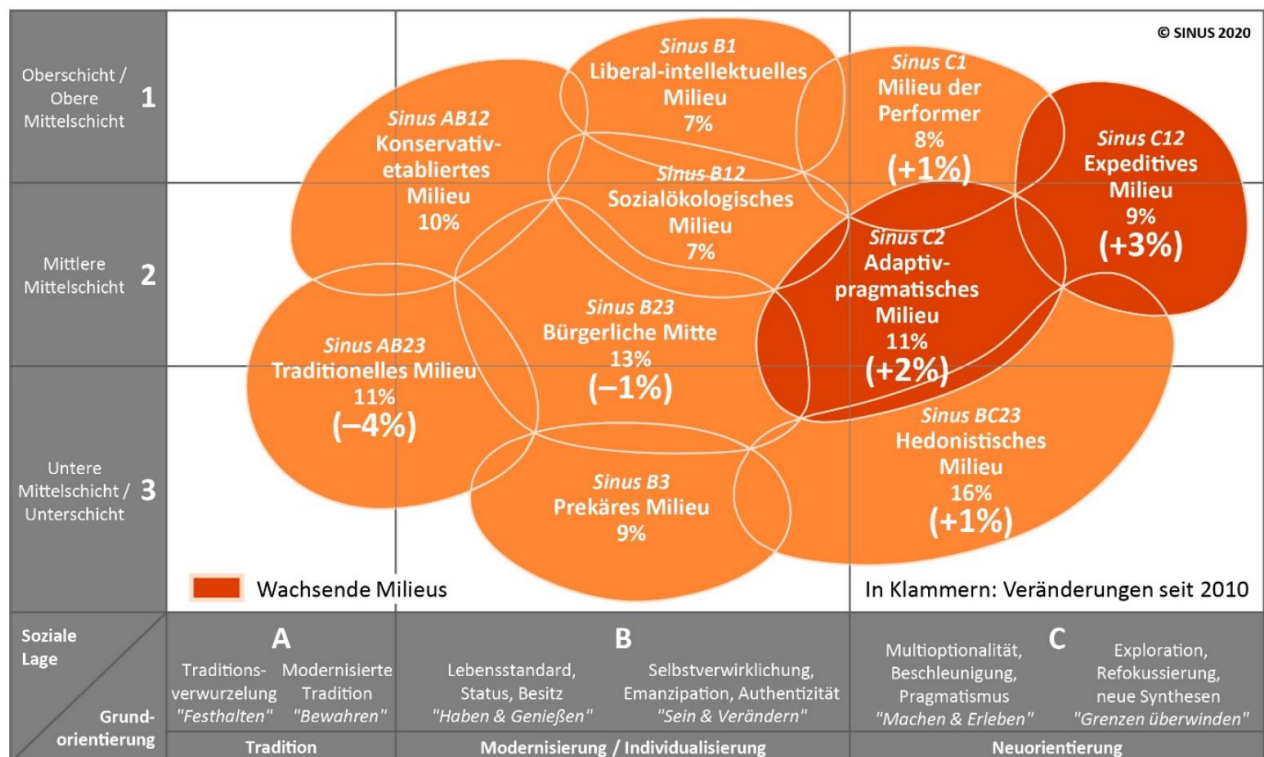 © SINUS 2020
Oberschicht /
Obere
Mittelschicht
1
Mittlere
Mittelschicht
2
Untere
Mittelschicht /
Unterschicht
3
Sinus B1
Liberal-intellektuelles
Milieu
7%
Sinus C1
Milieu der
Performer
8%
(+1%)
Sinus AB12
Konservativ-
etabliertes
Milieu
10%
Sinus C12
Expeditives
Milieu
9%
(+3%)
Sinus B12
Sozialökologisches
Milieu
7%
Sinus C2
Adaptiv-
pragmatisches
Milieu
11%
(+2%)
Sinus AB23
Traditionelles Milieu
11%
(–4%)
Sinus B23
Bürgerliche Mitte
13%
(–1%)
Sinus BC23
Hedonistisches
Milieu
16%
(+1%)
Sinus B3
Prekäres Milieu
9%
Wachsende Milieus
In Klammern: Veränderungen seit 2010
Soziale
Lage
Grund-
orientierung
A
Traditions-
verwurzelung
"Festhalten"
Modernisierte
Tradition
"Bewahren"
Tradition
B
Lebensstandard,
Status, Besitz
"Haben & Genießen"
Selbstverwirklichung,
Emanzipation, Authentizität
"Sein & Verändern"
Modernisierung / Individualisierung
C
Multioptionalität,
Beschleunigung,
Pragmatismus
"Machen & Erleben"
Exploration,
Refokussierung,
neue Synthesen
"Grenzen überwinden"
Neuorientierung